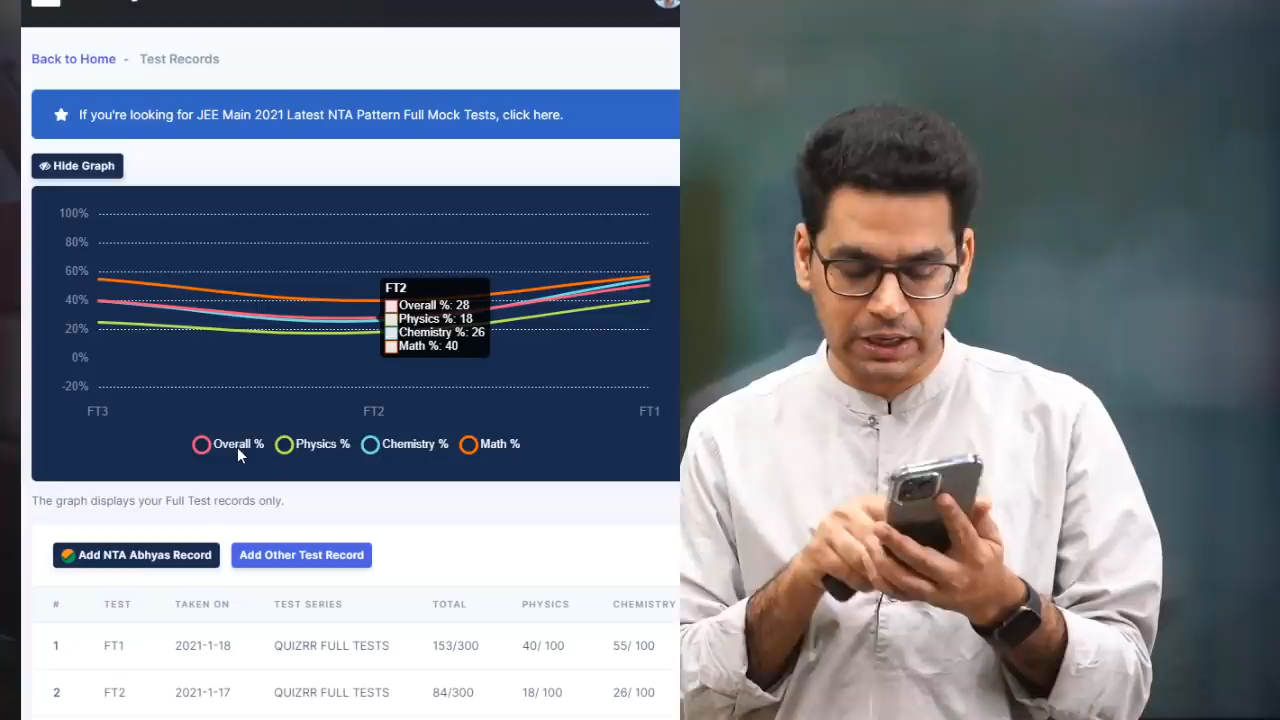 Back to Home - Test Records
If you're looking for JEE Main 2021 Latest NTA Pattern Full Mock Tests, click here.
Hide Graph
100%
80%
60%
40%
20%
0%
-20%
FT2
Overall %: 28
Physics %: 18
Chemistry %: 26
Math %: 40
FT3 FT2 FT1
Overall % Physics % Chemistry % Math %
The graph displays your Full Test records only.
Add NTA Abhyas Record Add Other Test Record
# TEST TAKEN ON TEST SERIES TOTAL PHYSICS CHEMISTRY
1 FT1 2021-1-18 QUIZRR FULL TESTS 153/300 40/ 100 55/ 100
2 FT2 2021-1-17 QUIZRR FULL TESTS 84/300 18/ 100 26/ 100